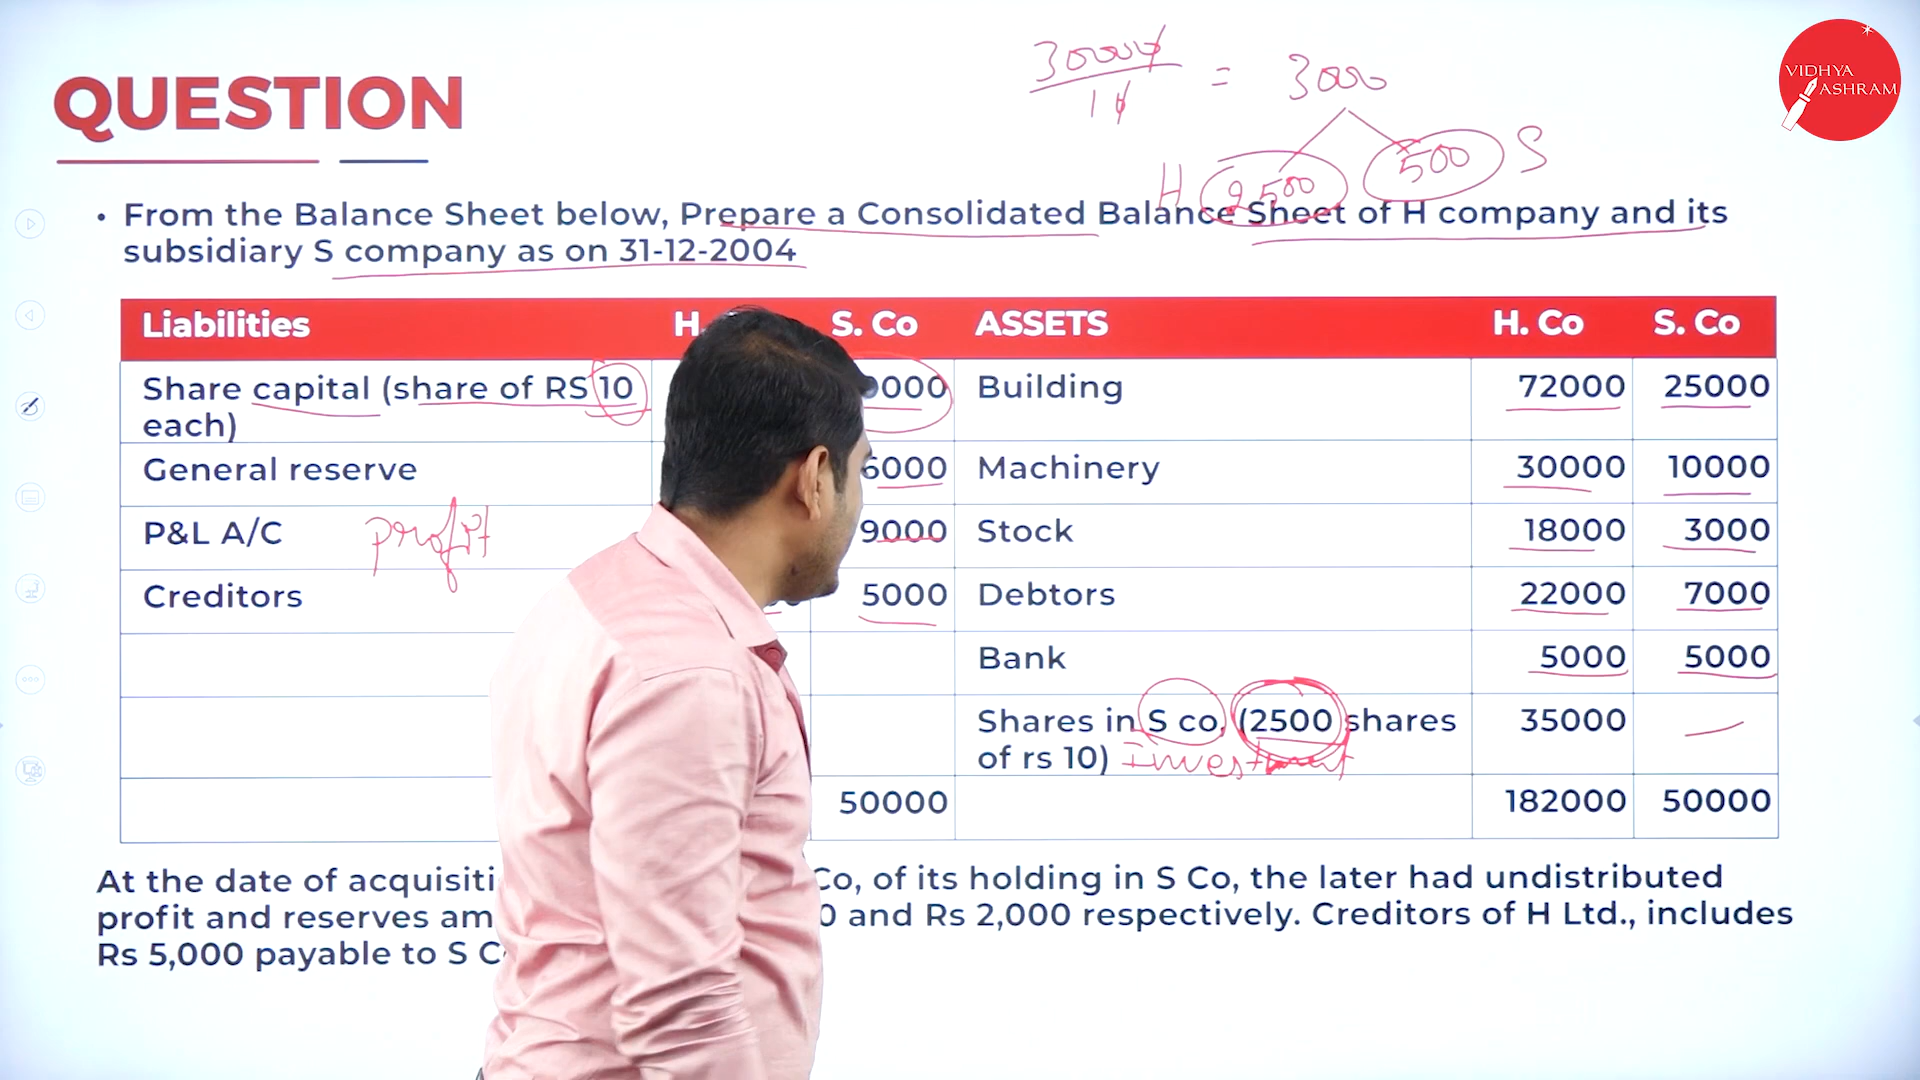 VIDHYA
ASHRAM
QUESTION
30000 / 10 = 3000
H 2500 500 S
• From the Balance Sheet below, Prepare a Consolidated Balance Sheet of H company and its
subsidiary S company as on 31-12-2004
Liabilities H. S. Co ASSETS H. Co S. Co
Share capital (share of RS 10 each) 000 Building 72000 25000
General reserve 6000 Machinery 30000 10000
P&L A/C profit 9000 Stock 18000 3000
Creditors 5000 Debtors 22000 7000
Bank 5000 5000
Shares in S co, (2500 shares 35000 —
of rs 10) Investment
50000 182000 50000
At the date of Co, of its holding in S Co, the later had undistributed
profit and reserves 0 and Rs 2,000 respectively. Creditors of H Ltd., includes
Rs 5,000 payable to S